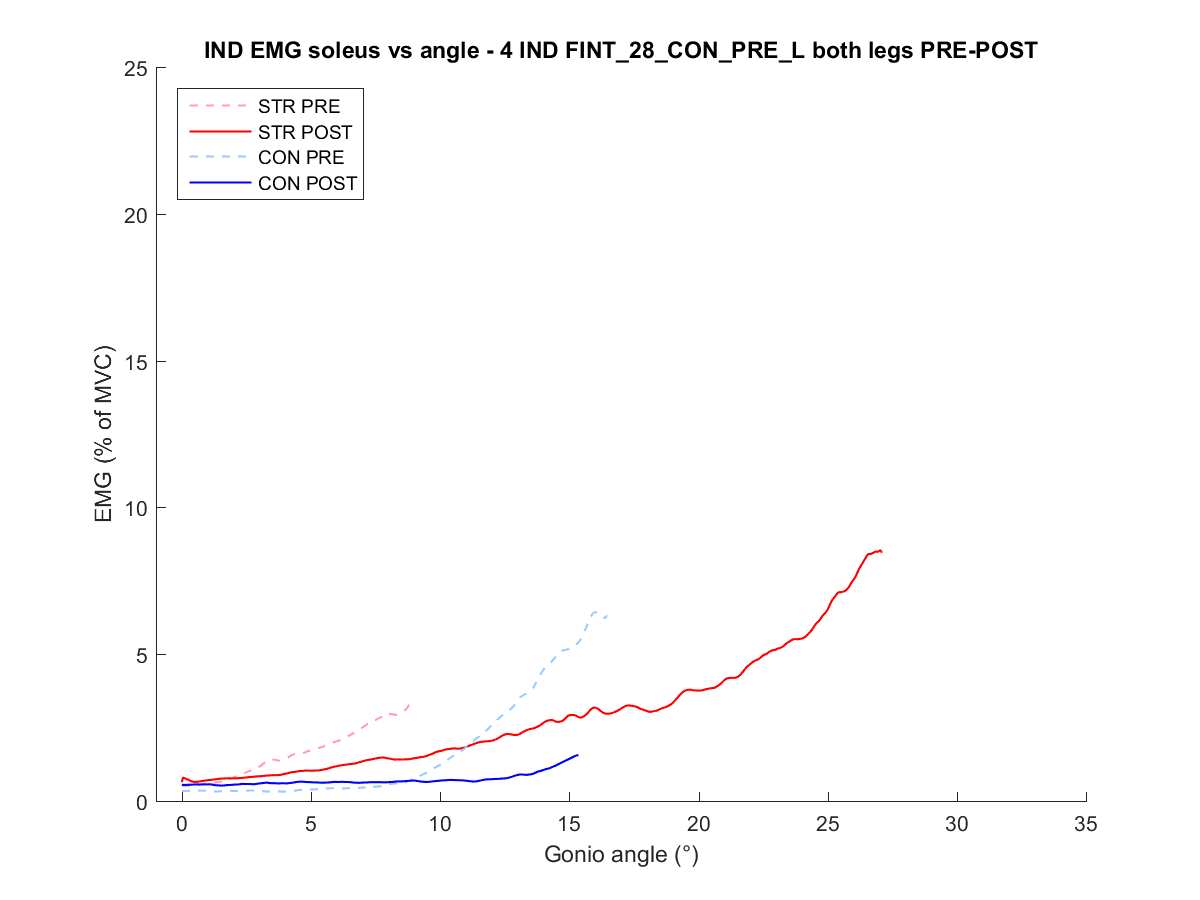 IND EMG soleus vs angle - 4 IND FINT_28_CON_PRE_L both legs PRE-POST
25
20
15
10
5
0
EMG (% of MVC)
STR PRE
STR POST
CON PRE
CON POST
0 5 10 15 20 25 30 35
Gonio angle (°)